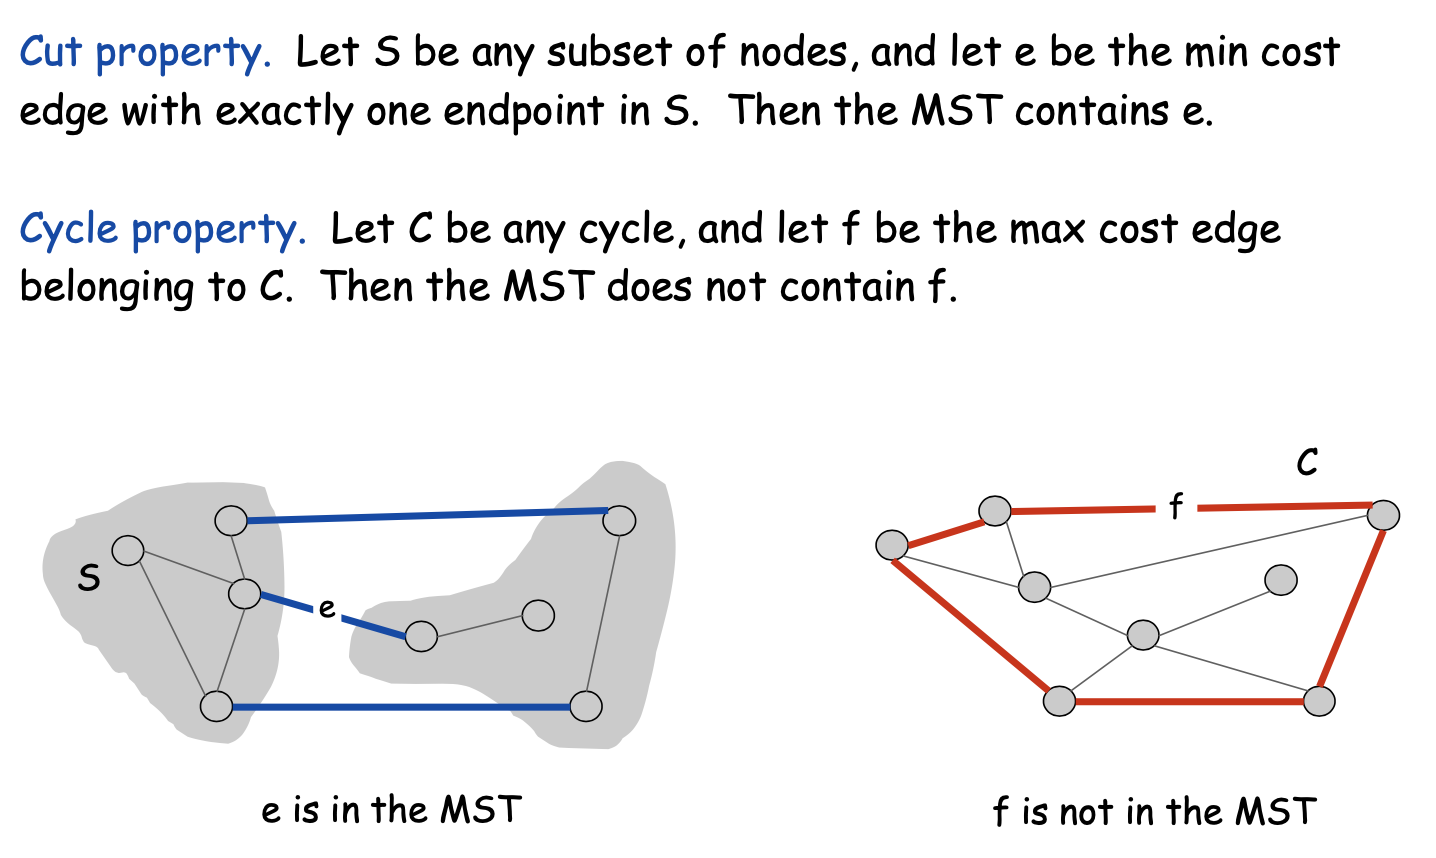 Cut property. Let S be any subset of nodes, and let e be the min cost
edge with exactly one endpoint in S. Then the MST contains e.
Cycle property. Let C be any cycle, and let f be the max cost edge
belonging to C. Then the MST does not contain f.
C
f
S
e
e is in the MST
f is not in the MST